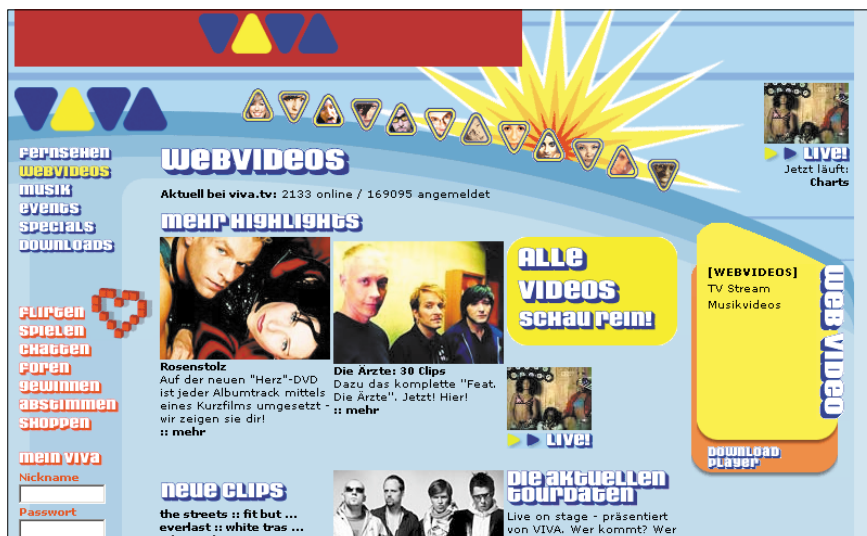 VIVA
VIVA
fernsehen
webvideos
musik
events
specials
downloads
flirten
spielen
chatten
foren
gewinnen
abstimmen
shoppen
mein viva
Nickname
Passwort
webvideos
Aktuell bei viva.tv: 2133 online / 169095 angemeldet
mehr highlights
Rosenstolz
Auf der neuen "Herz"-DVD
ist jeder Albumtrack mittels
eines Kurzfilms umgesetzt -
wir zeigen sie dir!
:: mehr
Die Ärzte: 30 Clips
Dazu das komplette "Feat.
Die Ärzte". Jetzt! Hier!
:: mehr
ALLE
VIDEOS
schau rein!
LIVE!
neue clips
the streets :: fit but ...
everlast :: white tras ...
die aktuellen
tourdaten
Live on stage - präsentiert
von VIVA. Wer kommt? Wer
LIVE!
Jetzt läuft:
Charts
[WEBVIDEOS]
TV Stream
Musikvideos
WEB VIDEO
DOWNLOAD
PLAYER